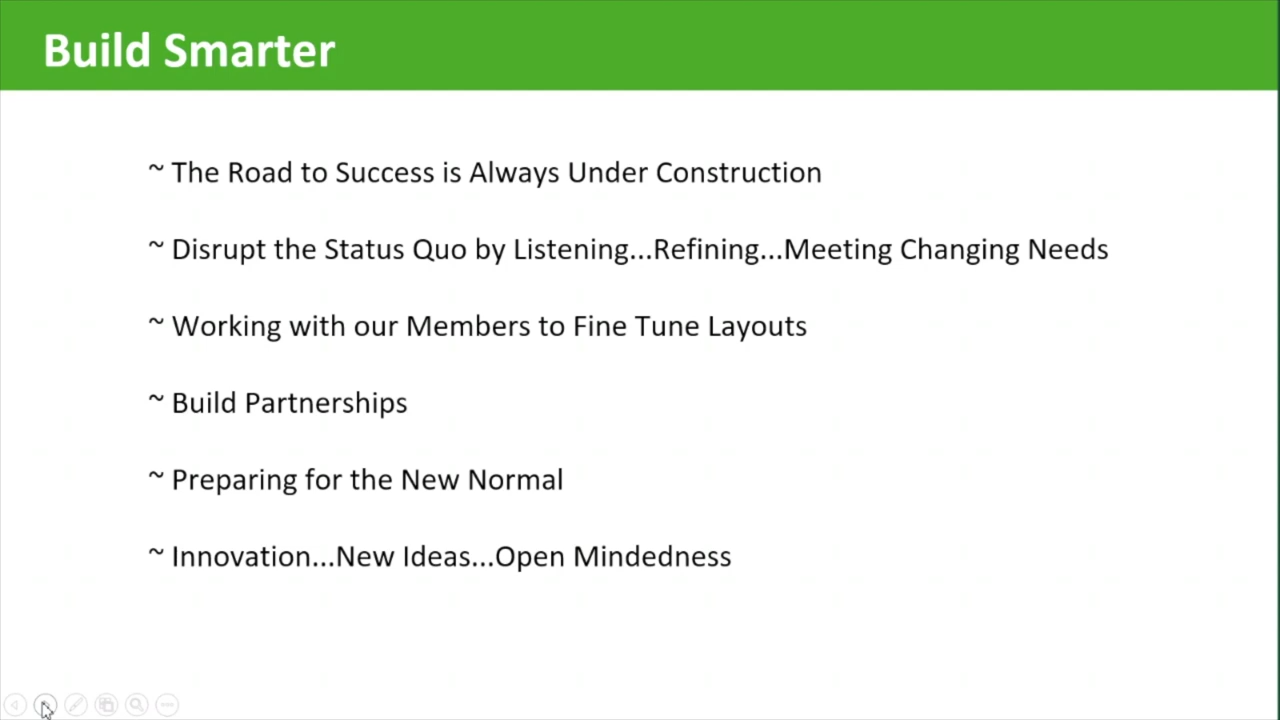 Build Smarter
~ The Road to Success is Always Under Construction
~ Disrupt the Status Quo by Listening...Refining...Meeting Changing Needs
~ Working with our Members to Fine Tune Layouts
~ Build Partnerships
~ Preparing for the New Normal
~ Innovation...New Ideas...Open Mindedness